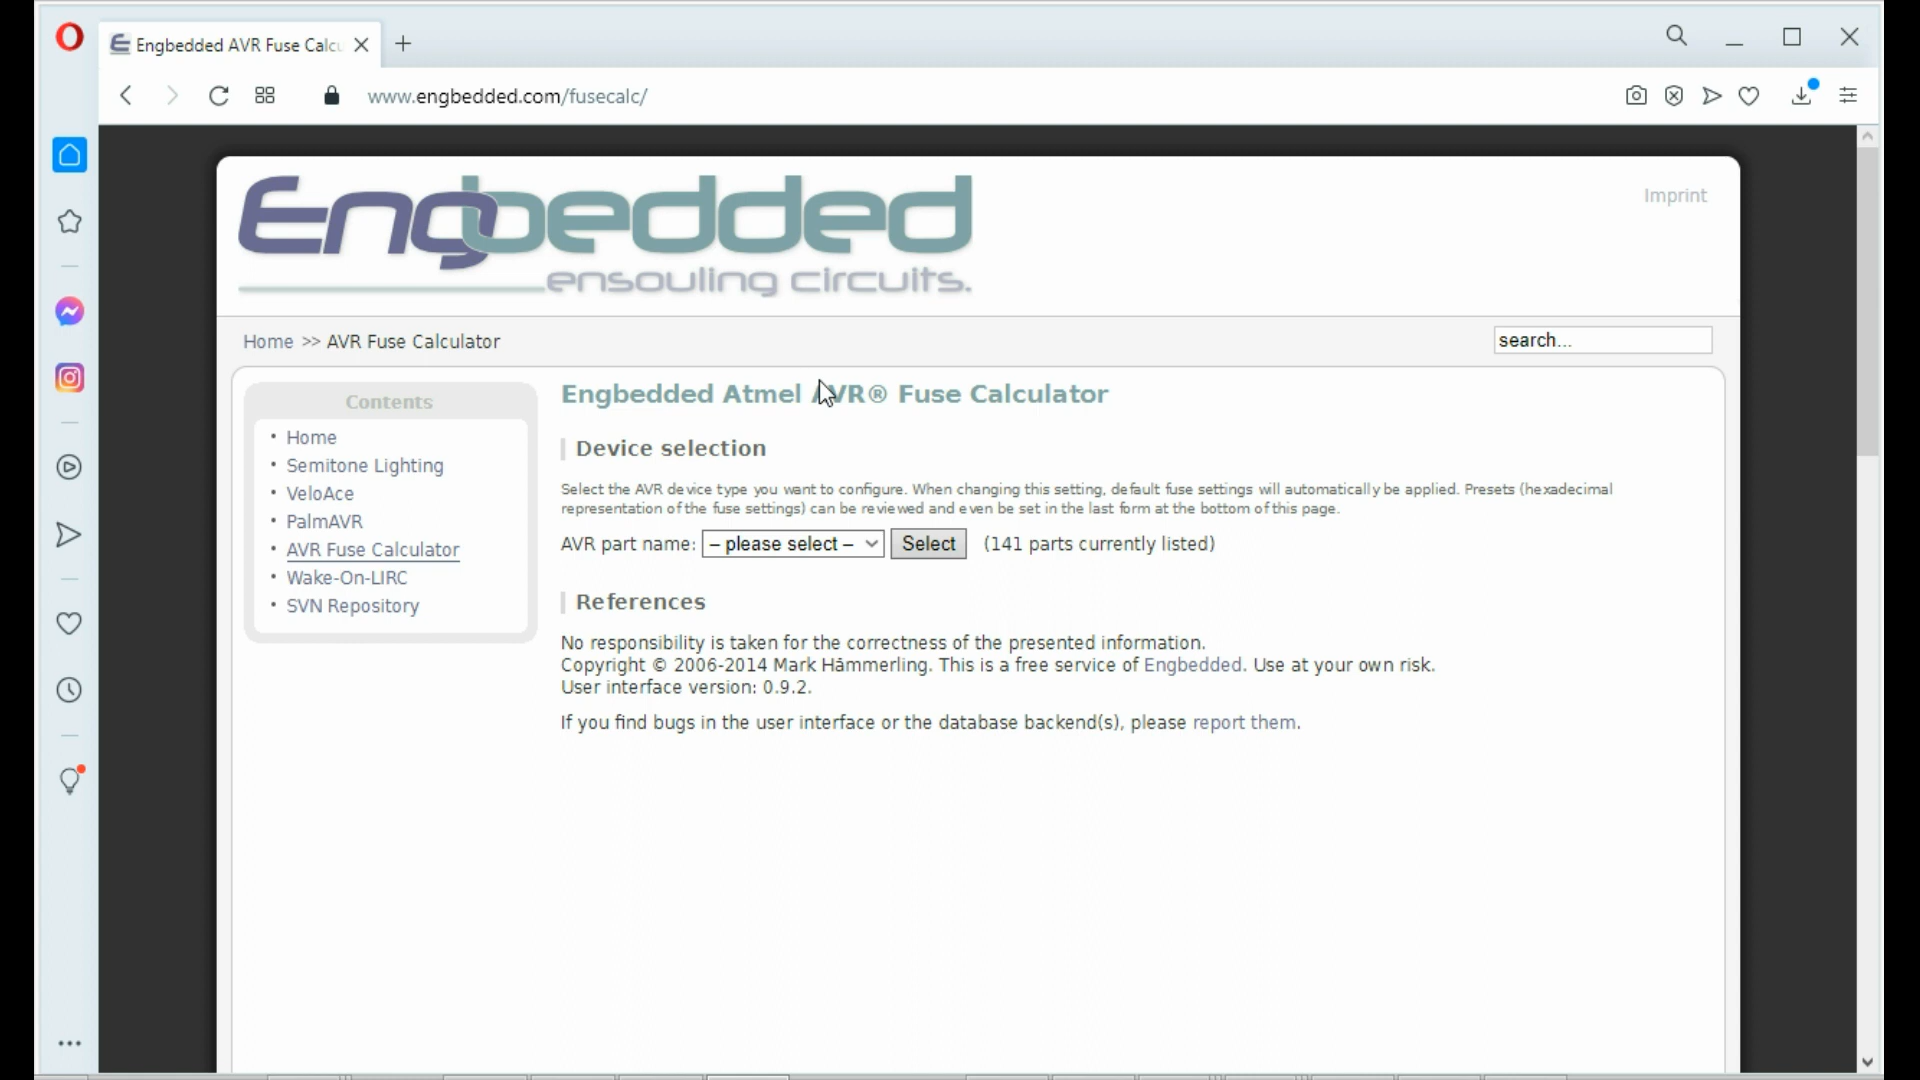 Engbedded AVR Fuse Calcu
www.engbedded.com/fusecalc/
Engbedded
ensouling circuits.
Imprint
Home >> AVR Fuse Calculator
search...
Contents
Home
Semitone Lighting
VeloAce
PalmAVR
AVR Fuse Calculator
Wake-On-LIRC
SVN Repository
Engbedded Atmel AVR® Fuse Calculator
Device selection
Select the AVR device type you want to configure. When changing this setting, default fuse settings will automatically be applied. Presets (hexadecimal
representation of the fuse settings) can be reviewed and even be set in the last form at the bottom of this page.
AVR part name: – please select – Select (141 parts currently listed)
References
No responsibility is taken for the correctness of the presented information.
Copyright © 2006-2014 Mark Hämmerling. This is a free service of Engbedded. Use at your own risk.
User interface version: 0.9.2.
If you find bugs in the user interface or the database backend(s), please report them.